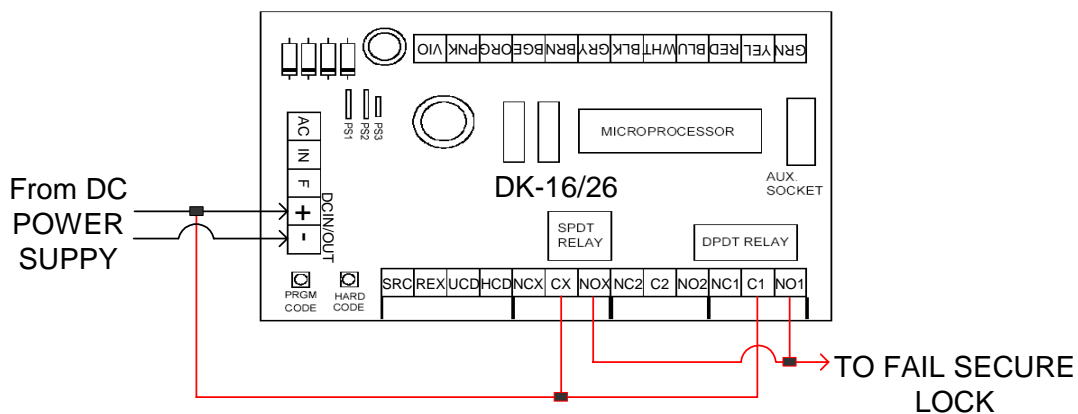 VIO PNK ORG BGE BRN GRY BLK WHT BLU RED YEL GRN
PS1 PS2 PS3
MICROPROCESSOR
AUX.
SOCKET
DK-16/26
AC IN F + -
DCIN/OUT
From DC
POWER
SUPPY
SPDT
RELAY
DPDT RELAY
PRGM
CODE
HARD
CODE
SRC REX UCD HCD NCX CX NOX NC2 C2 NO2 NC1 C1 NO1
TO FAIL SECURE
LOCK